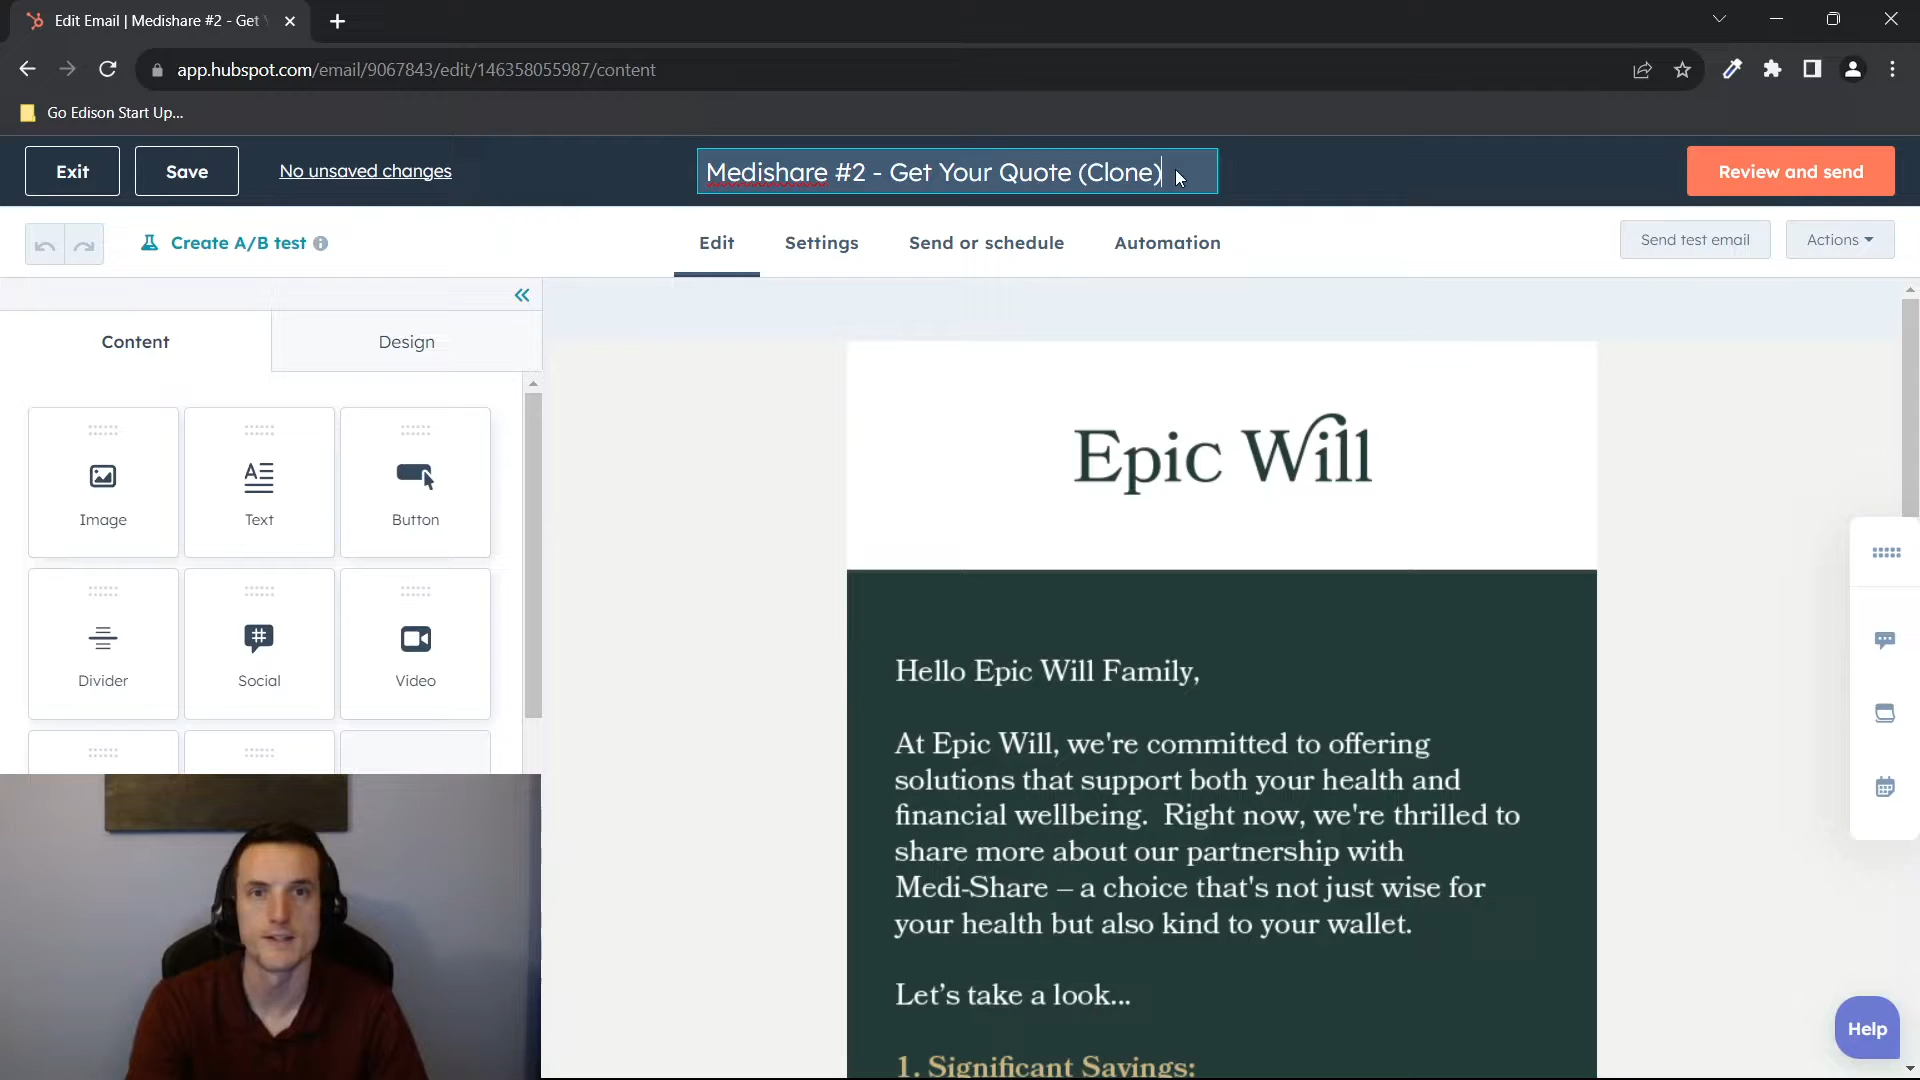 Edit Email | Medishare #2 - Get
app.hubspot.com/email/9067843/edit/146358055987/content
Go Edison Start Up...
Exit
Save
No unsaved changes
Medishare #2 - Get Your Quote (Clone)
Review and send
Create A/B test
Edit
Settings
Send or schedule
Automation
Send test email
Actions
Content
Design
Image
Text
Button
Divider
Social
Video
Epic Will
Hello Epic Will Family,
At Epic Will, we're committed to offering
solutions that support both your health and
financial wellbeing. Right now, we're thrilled to
share more about our partnership with
Medi-Share – a choice that's not just wise for
your health but also kind to your wallet.
Let’s take a look...
1. Significant Savings:
Help